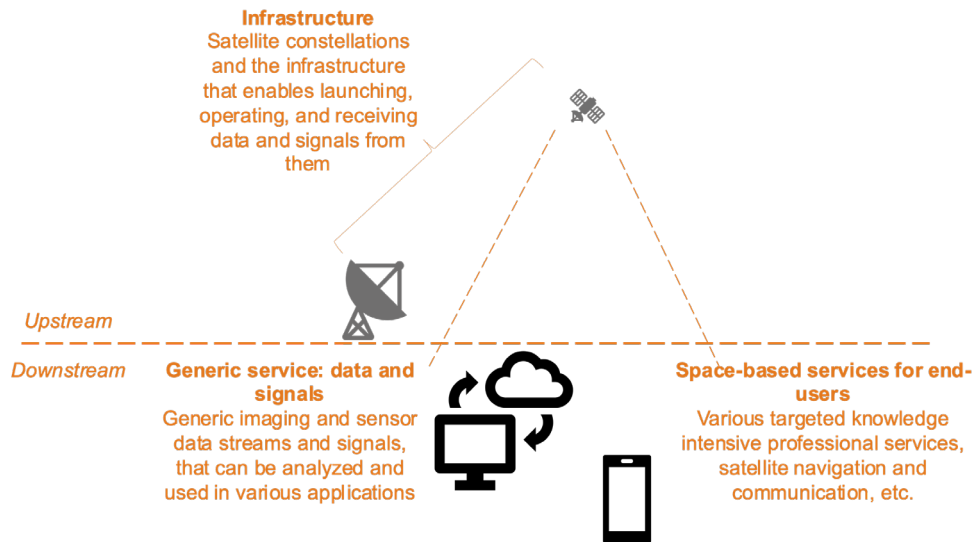 Infrastructure
Satellite constellations
and the infrastructure
that enables launching,
operating, and receiving
data and signals from
them
Upstream
Downstream
Generic service: data and
signals
Generic imaging and sensor
data streams and signals,
that can be analyzed and
used in various applications
Space-based services for end-
users
Various targeted knowledge
intensive professional services,
satellite navigation and
communication, etc.